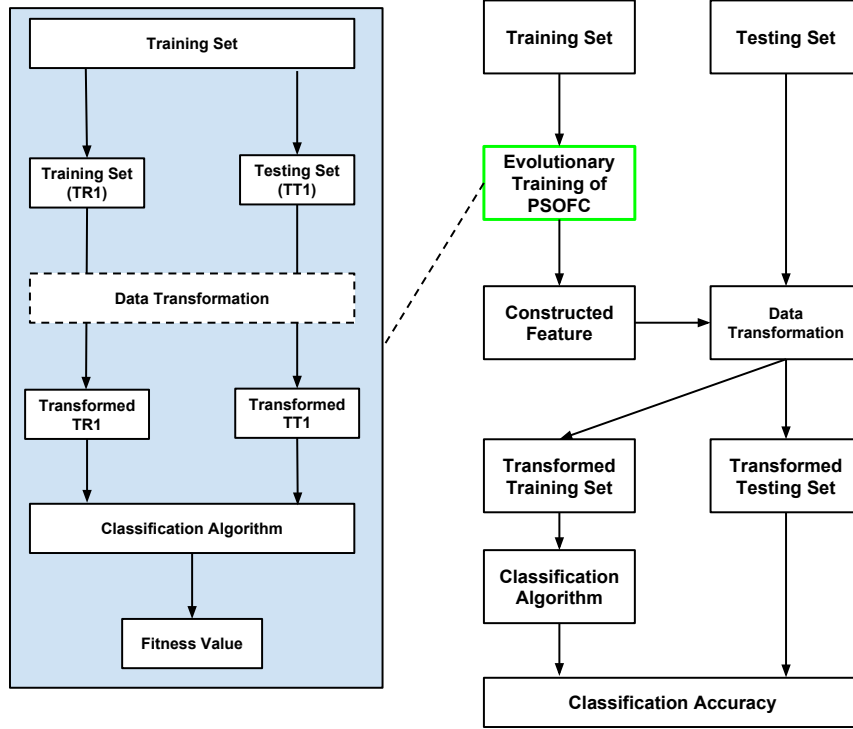 Training Set
Training Set
(TR1)
Testing Set
(TT1)
Data Transformation
Transformed
TR1
Transformed
TT1
Classification Algorithm
Fitness Value
Training Set
Testing Set
Evolutionary
Training of
PSOFC
Constructed
Feature
Data
Transformation
Transformed
Training Set
Transformed
Testing Set
Classification
Algorithm
Classification Accuracy